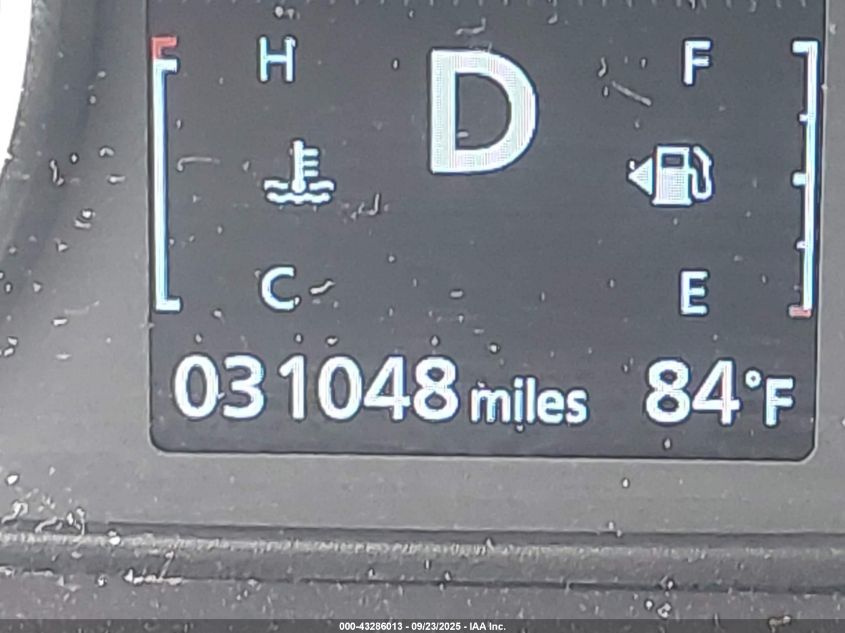 H D F
C E
031048 miles 84°F
000-43286013 - 09/23/2025 - IAA Inc.